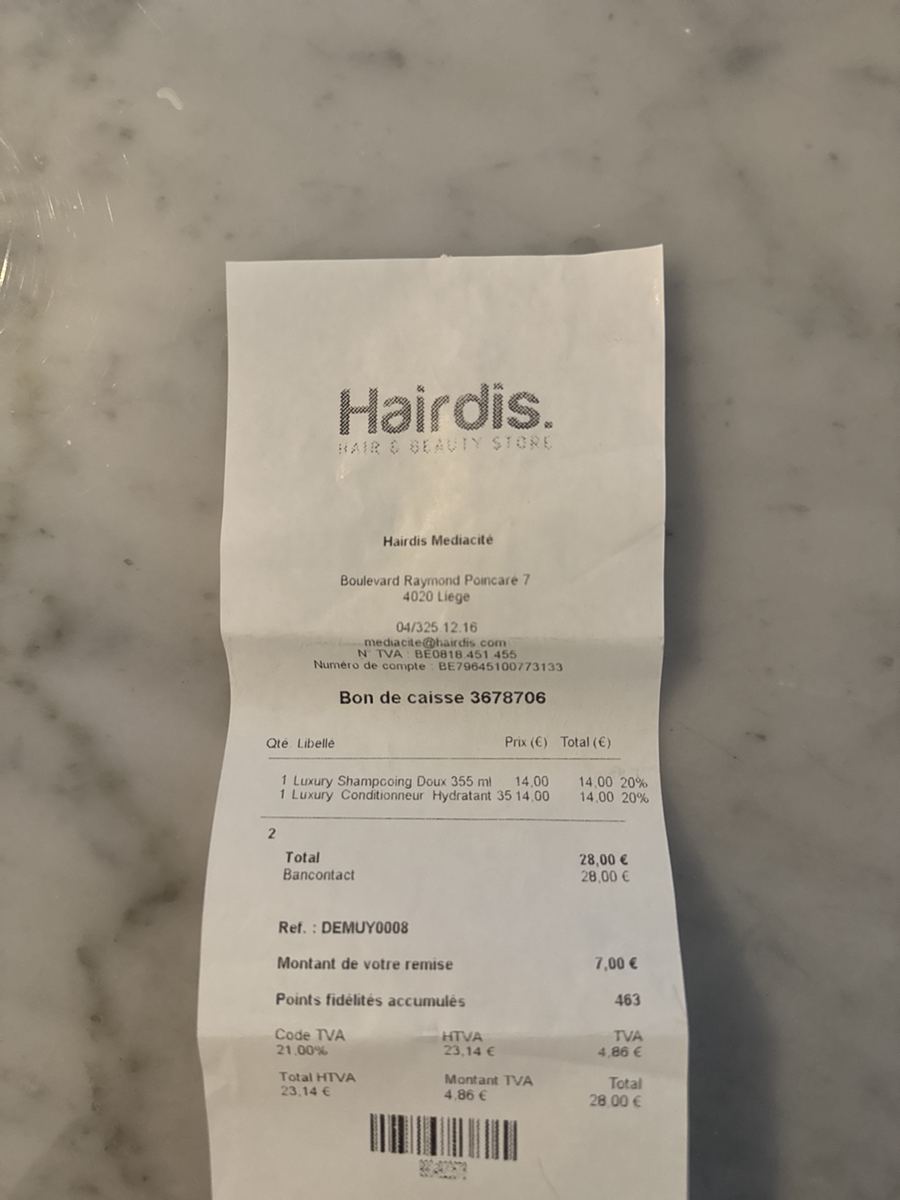 Hairdis.
HAIR & BEAUTY STORE
Hairdis Mediacité
Boulevard Raymond Poincaré 7
4020 Liege
04/325.12.16
mediacite@hairdis.com
N° TVA : BE0818.451.455
Numéro de compte : BE79645100773133
Bon de caisse 3678706
Qté. Libellé Prix (€) Total (€)
1 Luxury Shampooing Doux 355 ml 14,00 14,00 20%
1 Luxury Conditionneur Hydratant 35 14,00 14,00 20%
2
Total 28,00 €
Bancontact 28,00 €
Ref. : DEMUY0008
Montant de votre remise 7,00 €
Points fidélités accumulés 463
Code TVA HTVA TVA
21,00% 23,14 € 4,86 €
Total HTVA Montant TVA Total
23,14 € 4,86 € 28,00 €